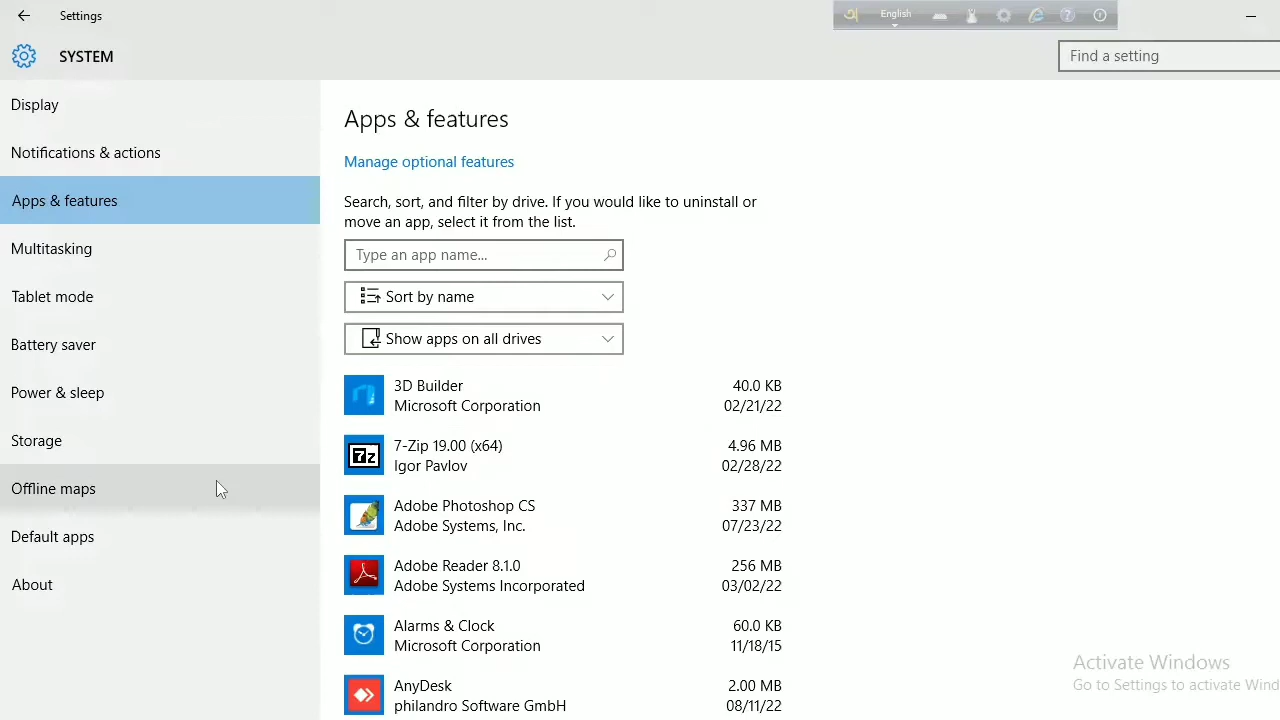 Settings
অ English
SYSTEM
Find a setting
Display
Notifications & actions
Apps & features
Multitasking
Tablet mode
Battery saver
Power & sleep
Storage
Offline maps
Default apps
About
Apps & features
Manage optional features
Search, sort, and filter by drive. If you would like to uninstall or
move an app, select it from the list.
Type an app name...
Sort by name
Show apps on all drives
3D Builder 40.0 KB
Microsoft Corporation 02/21/22
7z
7-Zip 19.00 (x64) 4.96 MB
Igor Pavlov 02/28/22
Adobe Photoshop CS 337 MB
Adobe Systems, Inc. 07/23/22
Adobe Reader 8.1.0 256 MB
Adobe Systems Incorporated 03/02/22
Alarms & Clock 60.0 KB
Microsoft Corporation 11/18/15
AnyDesk 2.00 MB
philandro Software GmbH 08/11/22
Activate Windows
Go to Settings to activate Wind